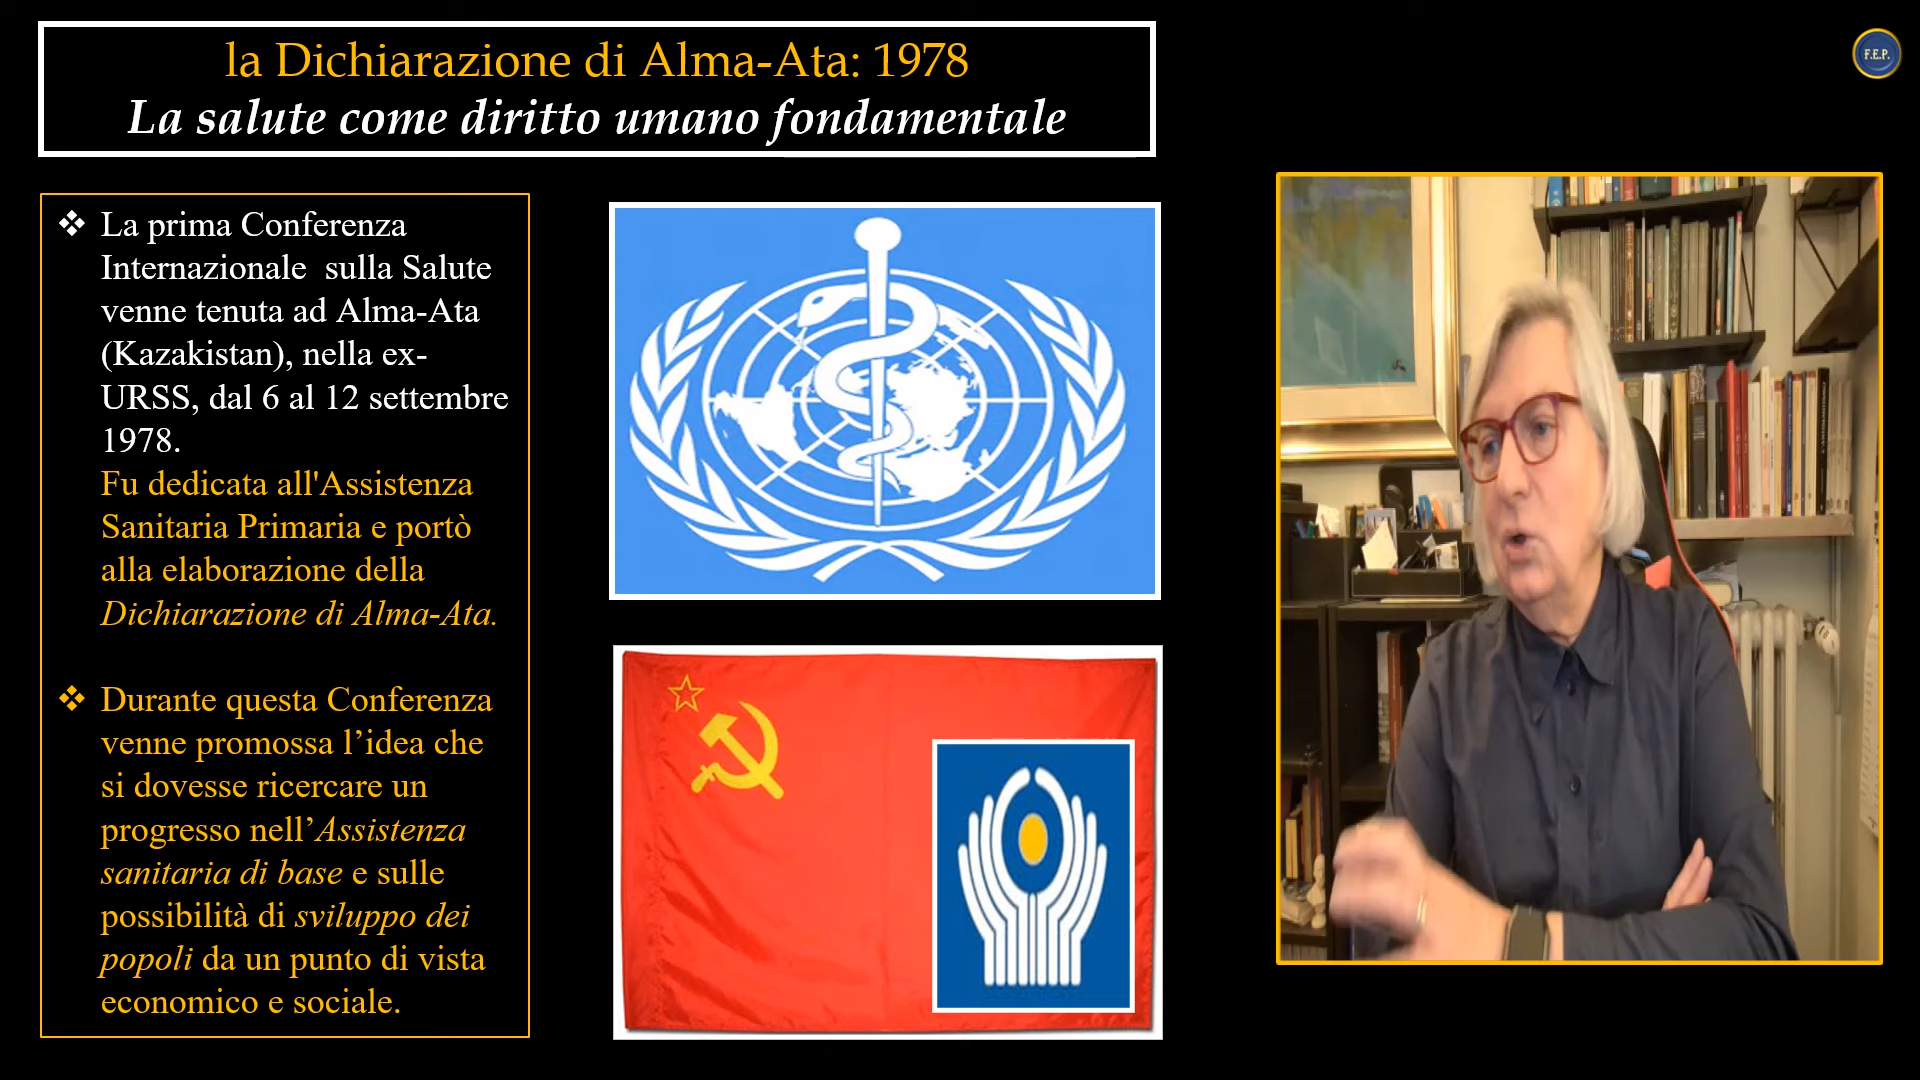 la Dichiarazione di Alma-Ata: 1978
La salute come diritto umano fondamentale
F.E.P.
❖ La prima Conferenza
Internazionale sulla Salute
venne tenuta ad Alma-Ata
(Kazakistan), nella ex-
URSS, dal 6 al 12 settembre
1978.
Fu dedicata all'Assistenza
Sanitaria Primaria e portò
alla elaborazione della
Dichiarazione di Alma-Ata.
❖ Durante questa Conferenza
venne promossa l’idea che
si dovesse ricercare un
progresso nell’Assistenza
sanitaria di base e sulle
possibilità di sviluppo dei
popoli da un punto di vista
economico e sociale.